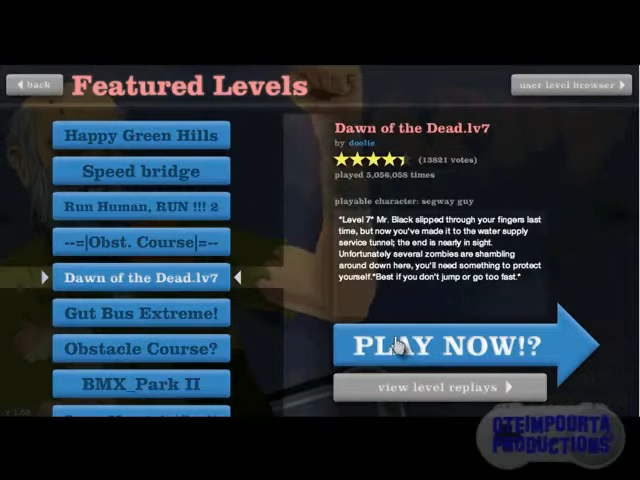 back
Featured Levels
user level browser
Happy Green Hills
Speed bridge
Run Human, RUN !!! 2
--=|Obst. Course|=--
Dawn of the Dead.lv7
Gut Bus Extreme!
Obstacle Course?
BMX_Park II
Dawn of the Dead.lv7
by doolie
(13821 votes)
played 5,056,058 times
playable character: segway guy
*Level 7* Mr. Black slipped through your fingers last
time, but now you've made it to the water supply
service tunnel; the end is nearly in sight.
Unfortunately several zombies are shambling
around down here, you'll need something to protect
yourself.*Best if you don't jump or go too fast.*
PLAY NOW!?
view level replays
OTEIMPOORTA
PRODUCTIONS